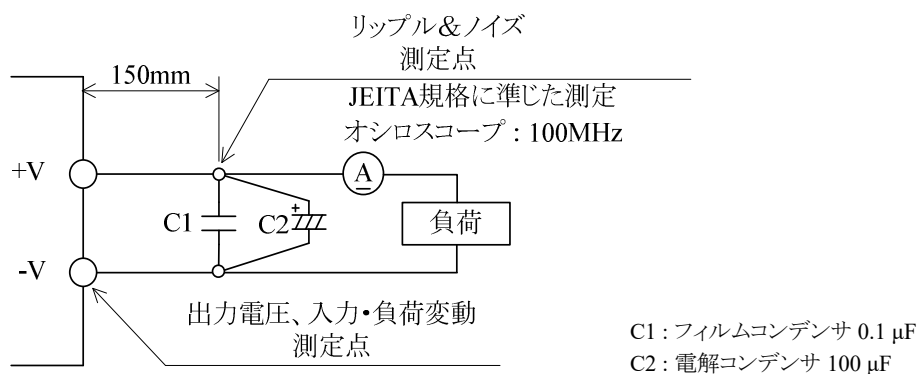 リップル&ノイズ
測定点
150mm
JEITA規格に準じた測定
オシロスコープ : 100MHz
+V
A
C1
+
C2
負荷
-V
出力電圧、入力・負荷変動
測定点
C1 : フィルムコンデンサ 0.1 µF
C2 : 電解コンデンサ 100 µF